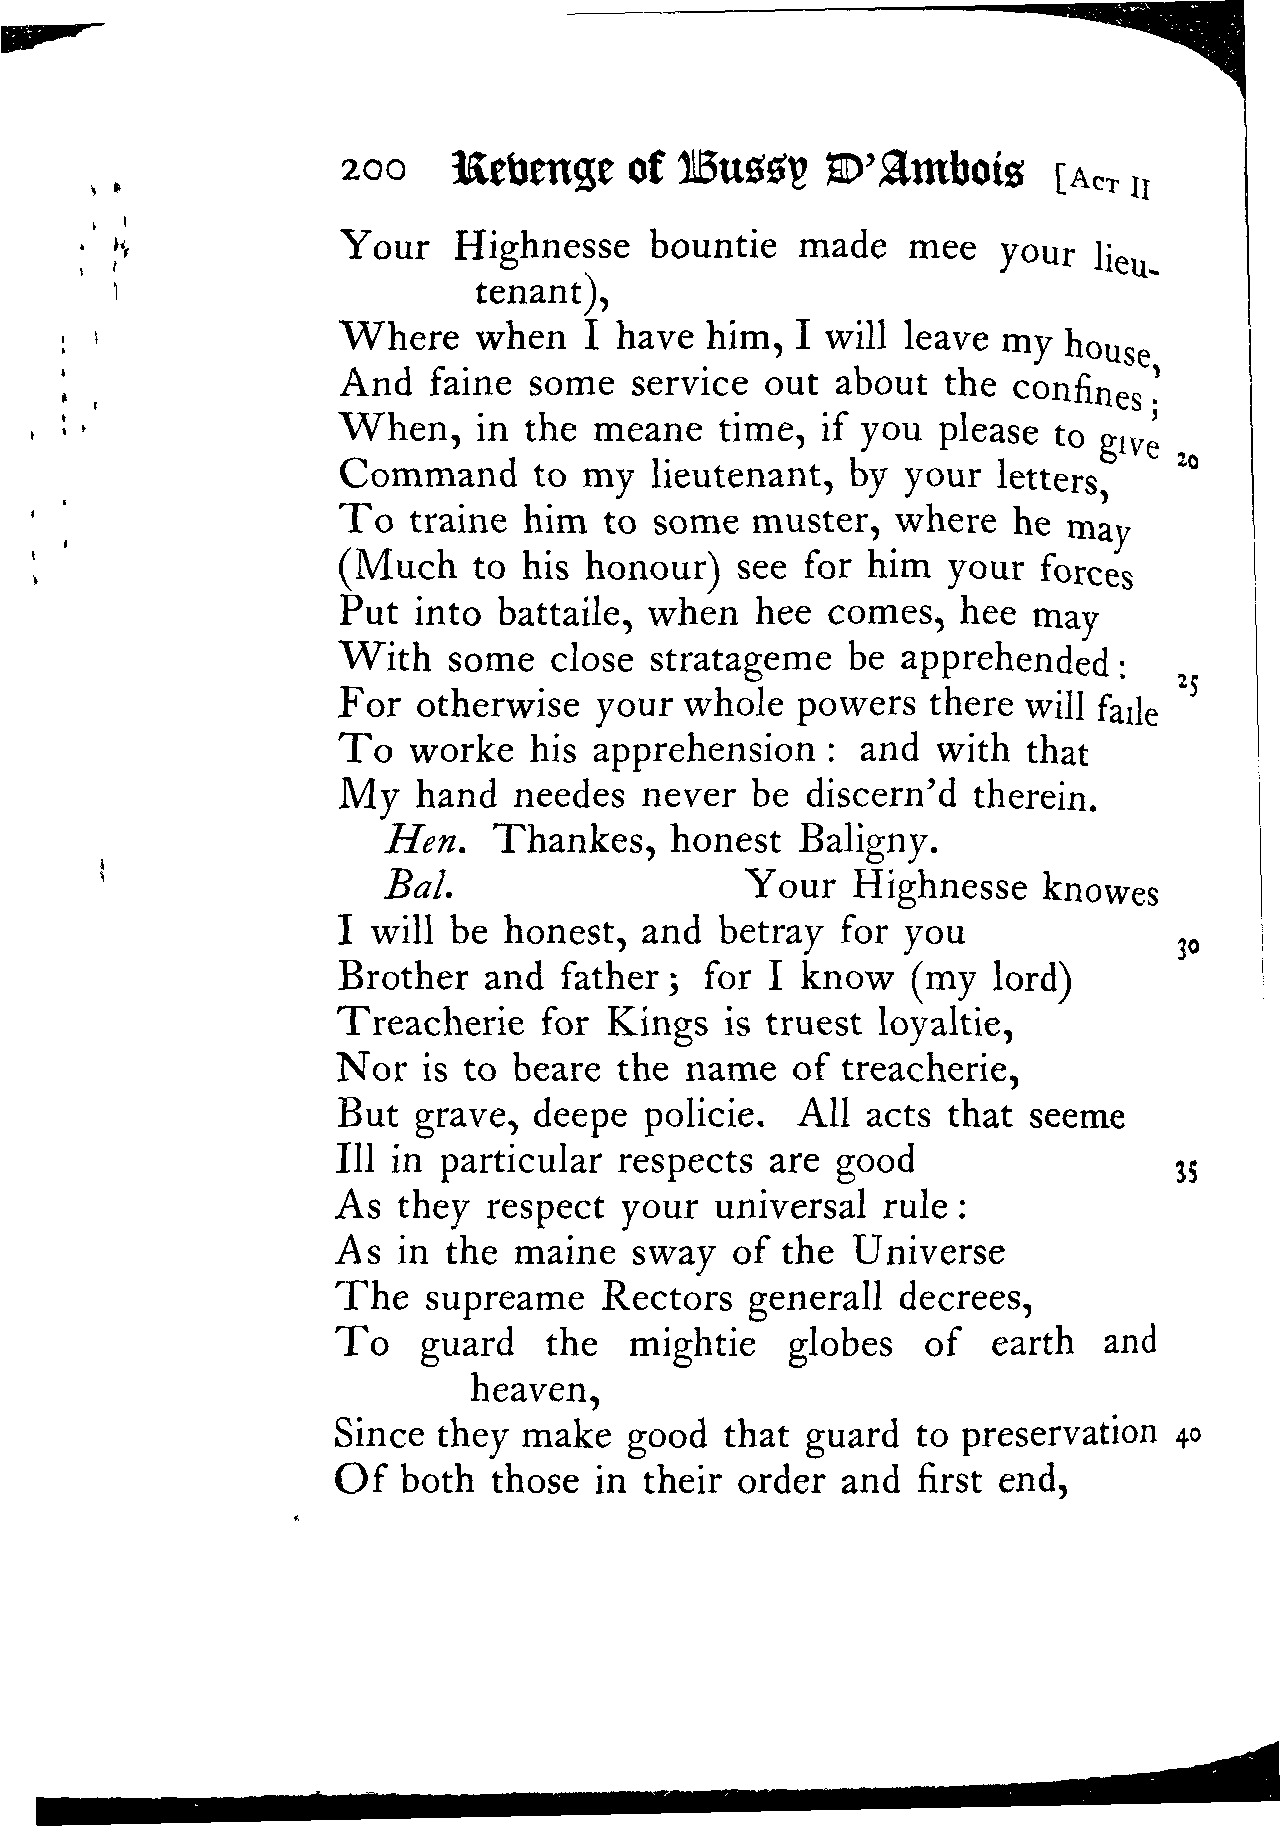 200 Revenge of Bussy D'Ambois [ACT II
Your Highnesse bountie made mee your lieu-
tenant),
Where when I have him, I will leave my house,
And faine some service out about the confines;
When, in the meane time, if you please to give 20
Command to my lieutenant, by your letters,
To traine him to some muster, where he may
(Much to his honour) see for him your forces
Put into battaile, when hee comes, hee may
With some close stratageme be apprehended: 25
For otherwise your whole powers there will faile
To worke his apprehension: and with that
My hand needes never be discern'd therein.
Hen. Thankes, honest Baligny.
Bal. Your Highnesse knowes
I will be honest, and betray for you 30
Brother and father; for I know (my lord)
Treacherie for Kings is truest loyaltie,
Nor is to beare the name of treacherie,
But grave, deepe policie. All acts that seeme
Ill in particular respects are good 35
As they respect your universal rule:
As in the maine sway of the Universe
The supreame Rectors generall decrees,
To guard the mightie globes of earth and
heaven,
Since they make good that guard to preservation 40
Of both those in their order and first end,